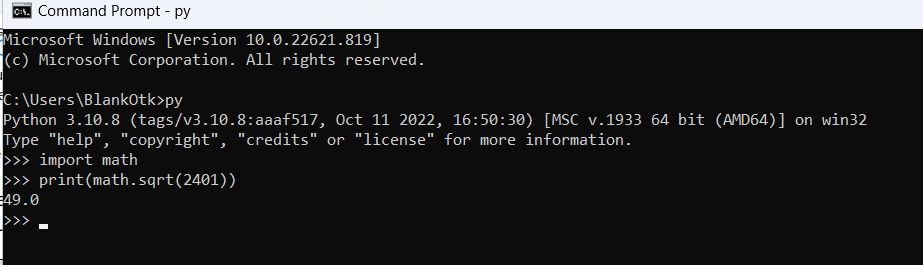 Command Prompt - py
Microsoft Windows [Version 10.0.22621.819]
(c) Microsoft Corporation. All rights reserved.
C:\Users\BlankOtk>py
Python 3.10.8 (tags/v3.10.8:aaaf517, Oct 11 2022, 16:50:30) [MSC v.1933 64 bit (AMD64)] on win32
Type "help", "copyright", "credits" or "license" for more information.
>>> import math
>>> print(math.sqrt(2401))
49.0
>>>